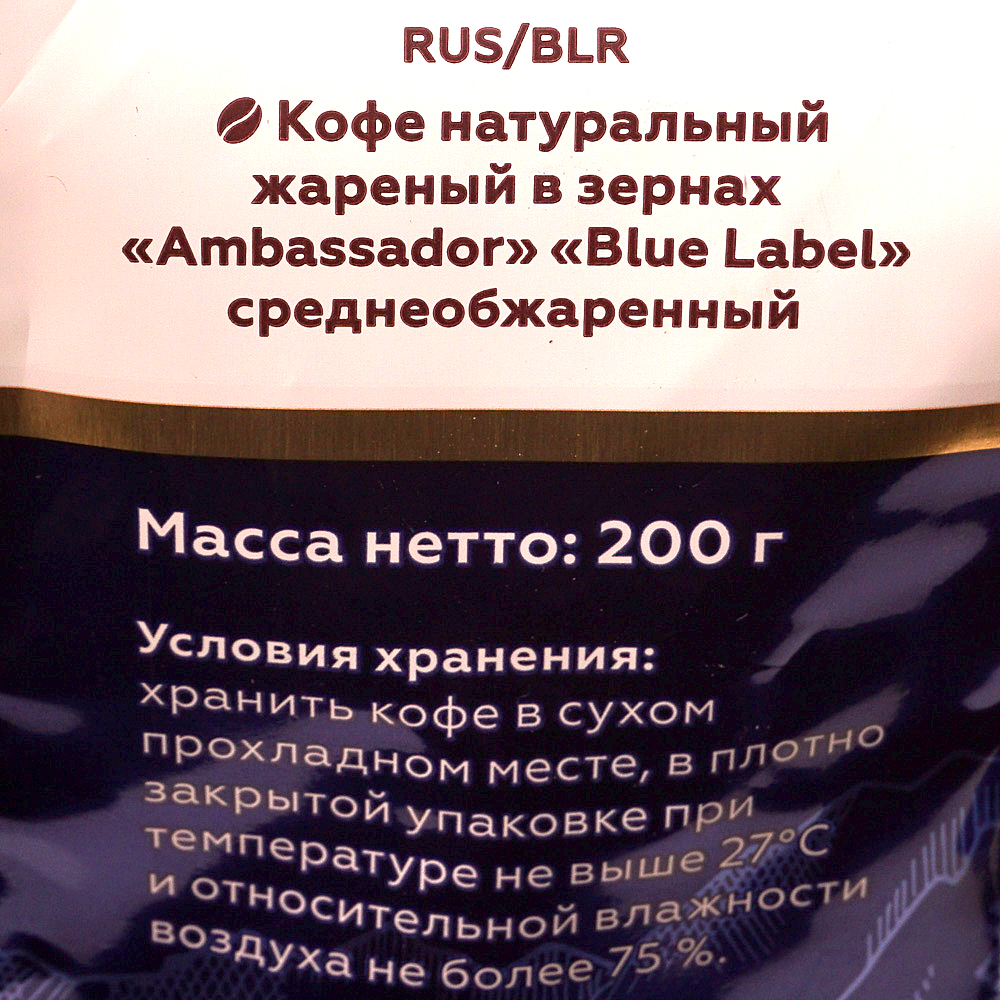 RUS/BLR
Кофе натуральный
жареный в зернах
«Ambassador» «Blue Label»
среднеобжаренный
Масса нетто: 200 г
Условия хранения:
хранить кофе в сухом
прохладном месте, в плотно
закрытой упаковке при
температуре не выше 27°C
и относительной влажности
воздуха не более 75 %.